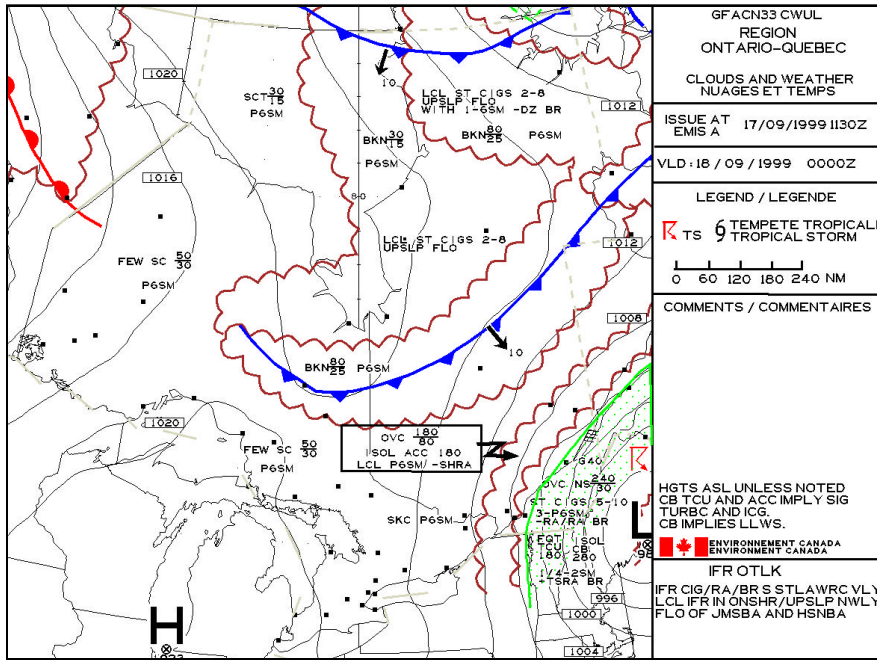 GFACN33 CWUL
REGION
ONTARIO-QUEBEC
CLOUDS AND WEATHER
NUAGES ET TEMPS
ISSUE AT
EMIS A 17/09/1999 1130Z
VLD: 18 / 09 / 1999 0000Z
LEGEND / LEGENDE
TS TEMPETE TROPICALE
TROPICAL STORM
0 60 120 180 240 NM
COMMENTS / COMMENTAIRES
HGTS ASL UNLESS NOTED
CB TCU AND ACC IMPLY SIG
TURBC AND ICG.
CB IMPLIES LLWS.
ENVIRONNEMENT CANADA
ENVIRONMENT CANADA
IFR OTLK
IFR CIG/RA/BR S STLAWRC VLY
LCL IFR IN ONSHR/UPSLP NWLY
FLO OF JMSBA AND HSNBA
1020
SCT 30
15
P6SM
10
LCL ST CIGS 2-8
UPSLP FLO
WITH 1-6SM -DZ BR
BKN 80
25
P6SM
1012
BKN 30
15
P6SM
1016
80
LCL ST CIGS 2-8
UPSLP FLO
1012
FEW SC 50
30
P6SM
1008
10
BKN 80
25
P6SM
1020
FEW SC 50
30
P6SM
OVC 180
80
ISOL ACC 180
LCL P6SM/-SHRA
G40
OVC NS 240
30
ST CIGS 5-10
3-P6SM
-RA/RA BR
FQT
TCU
180
ISOL
CB
280
1/4-2SM
+TSRA BR
SKC P6SM
L
98
996
1000
1004
H
1023